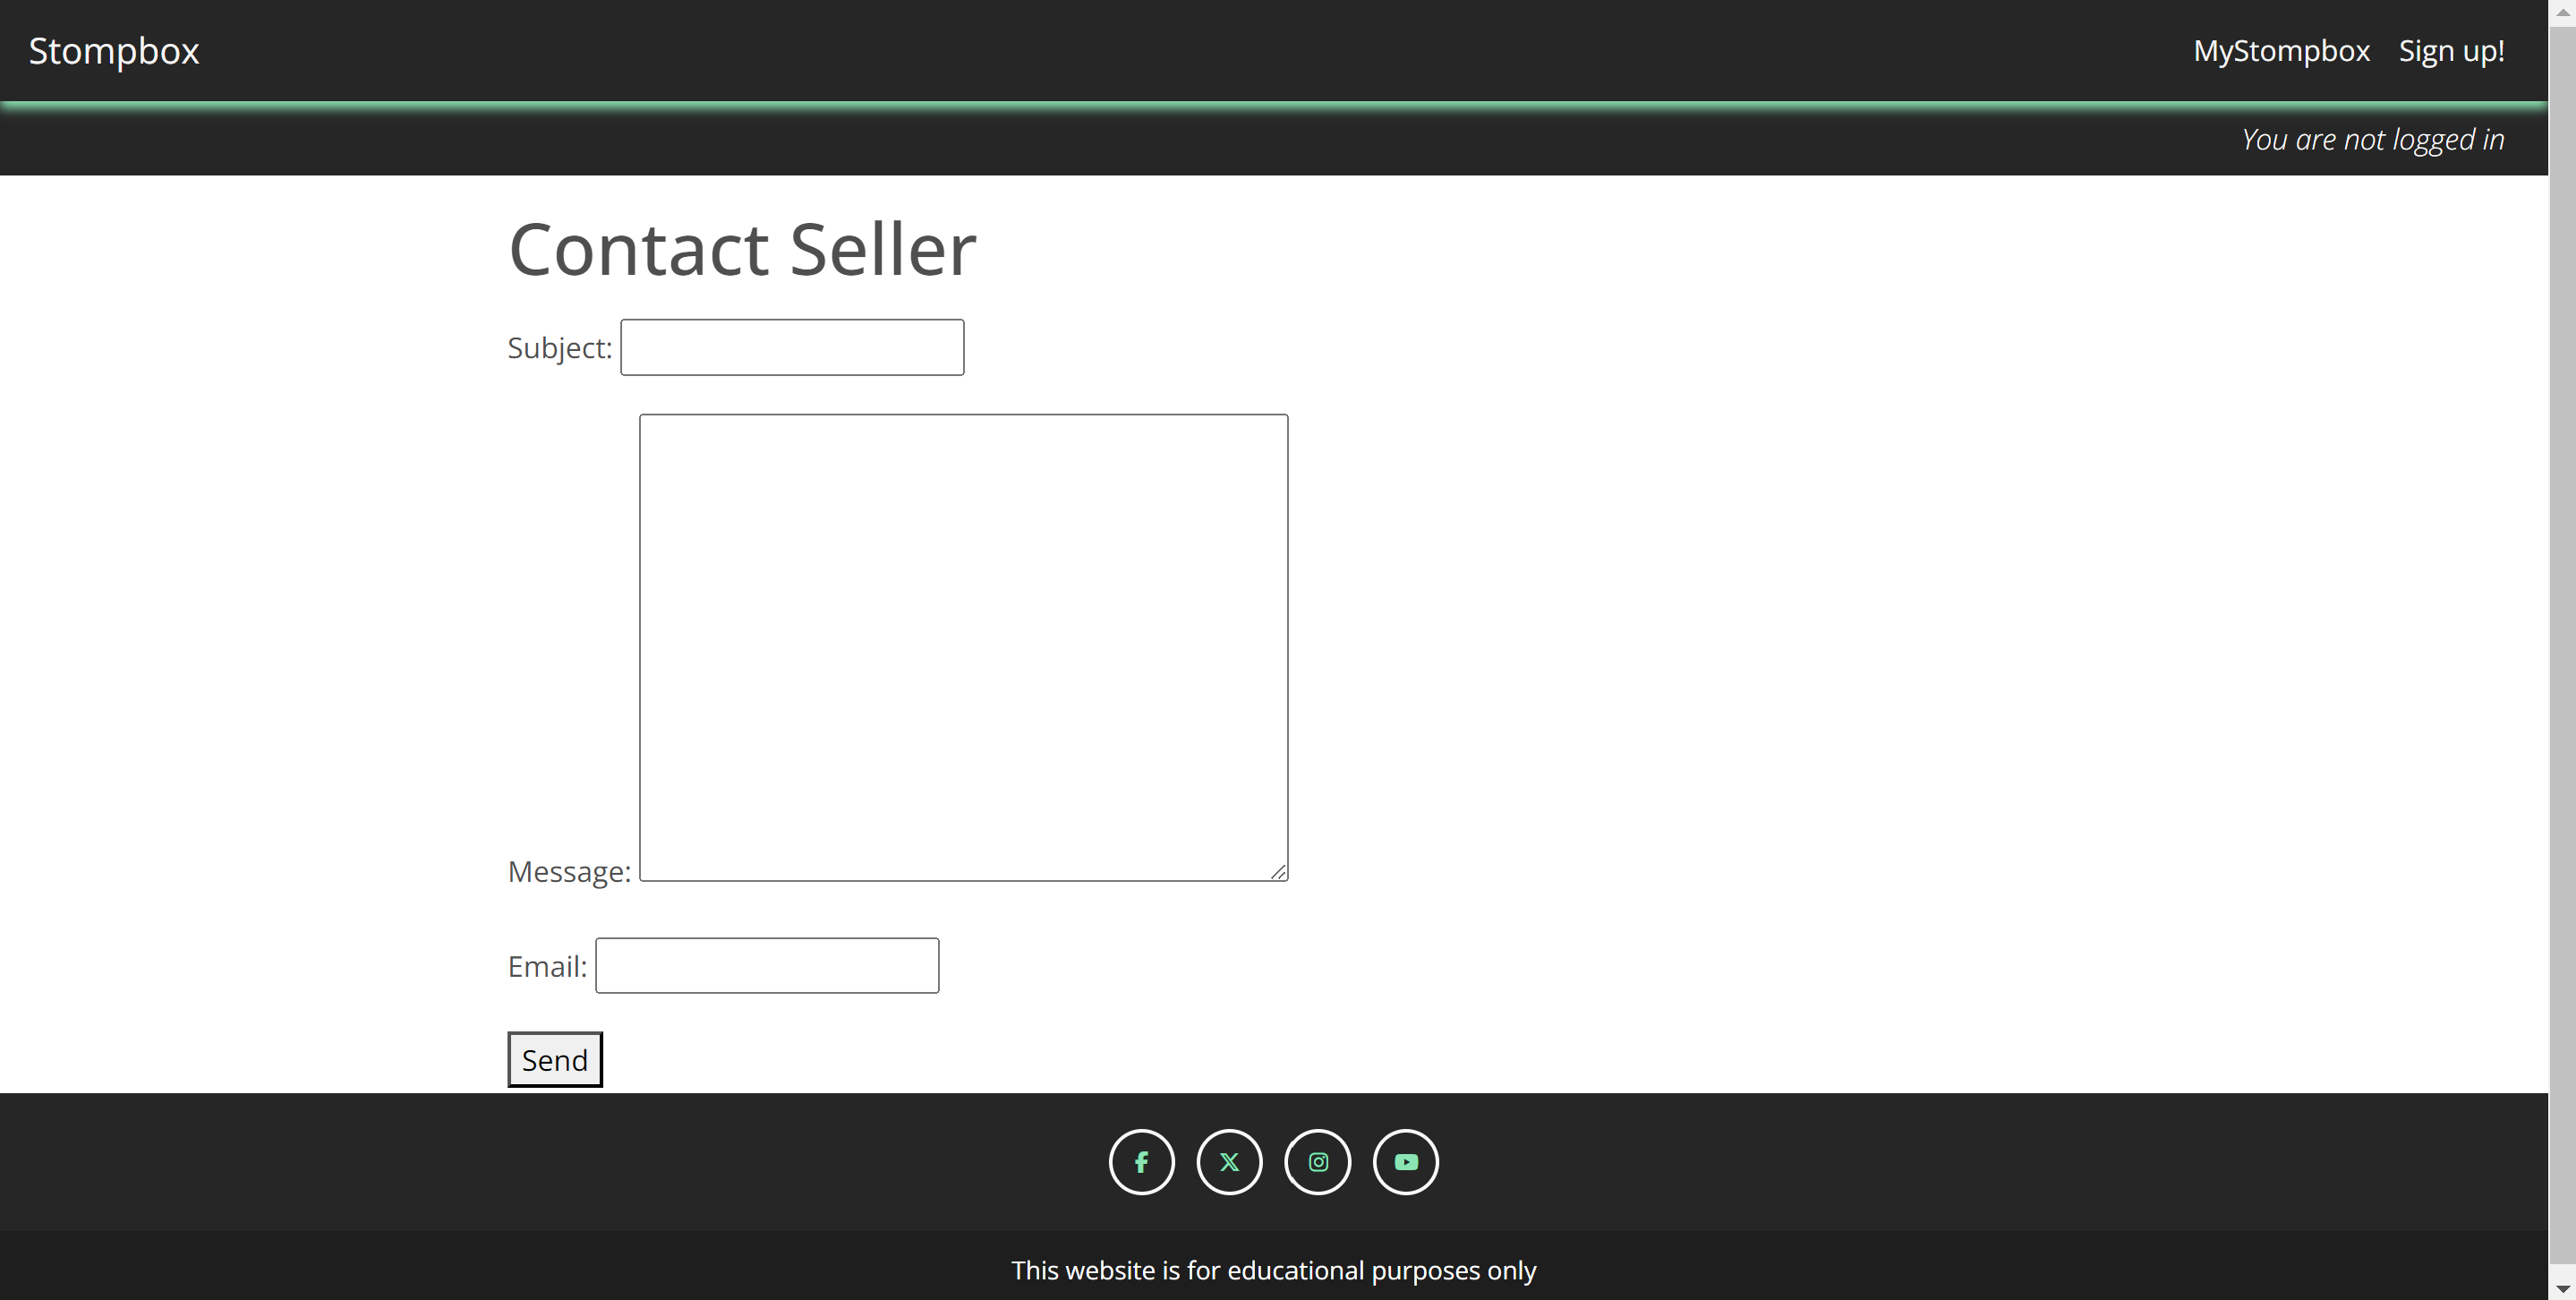 Stompbox
MyStompbox Sign up!
You are not logged in
Contact Seller
Subject:
Message:
Email:
Send
This website is for educational purposes only